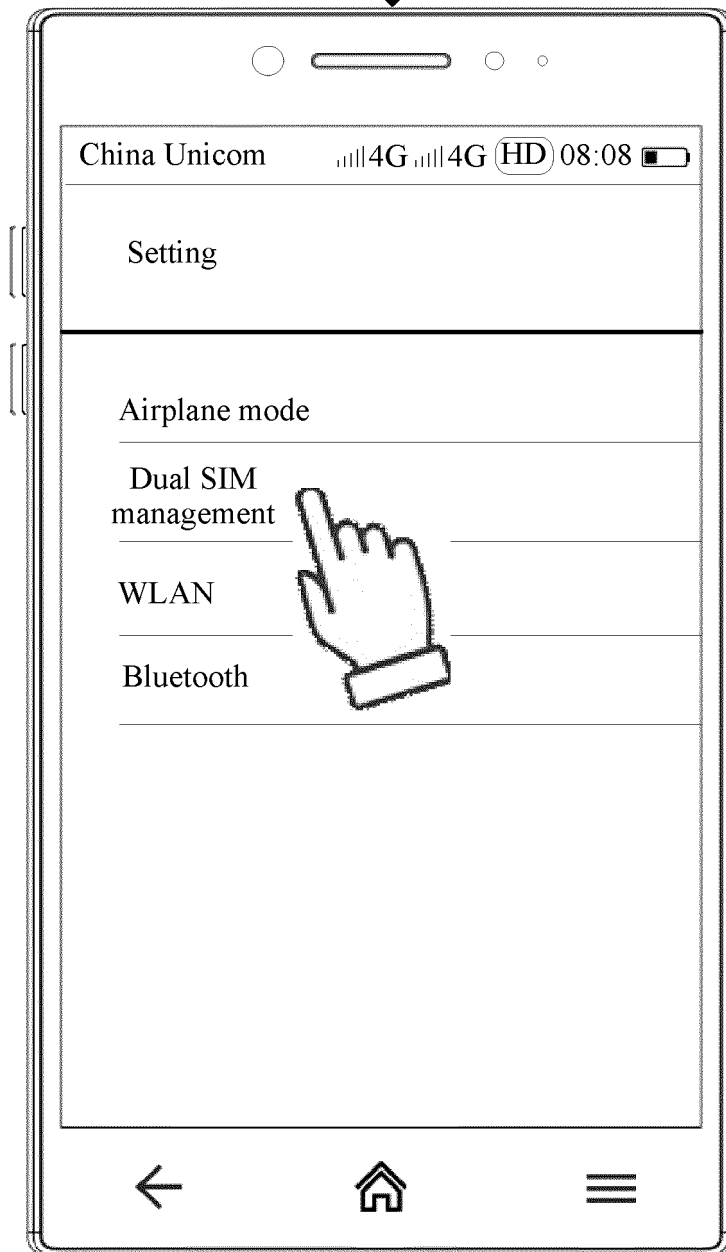 China Unicom 4G 4G HD 08:08
Setting
Airplane mode
Dual SIM
management
WLAN
Bluetooth